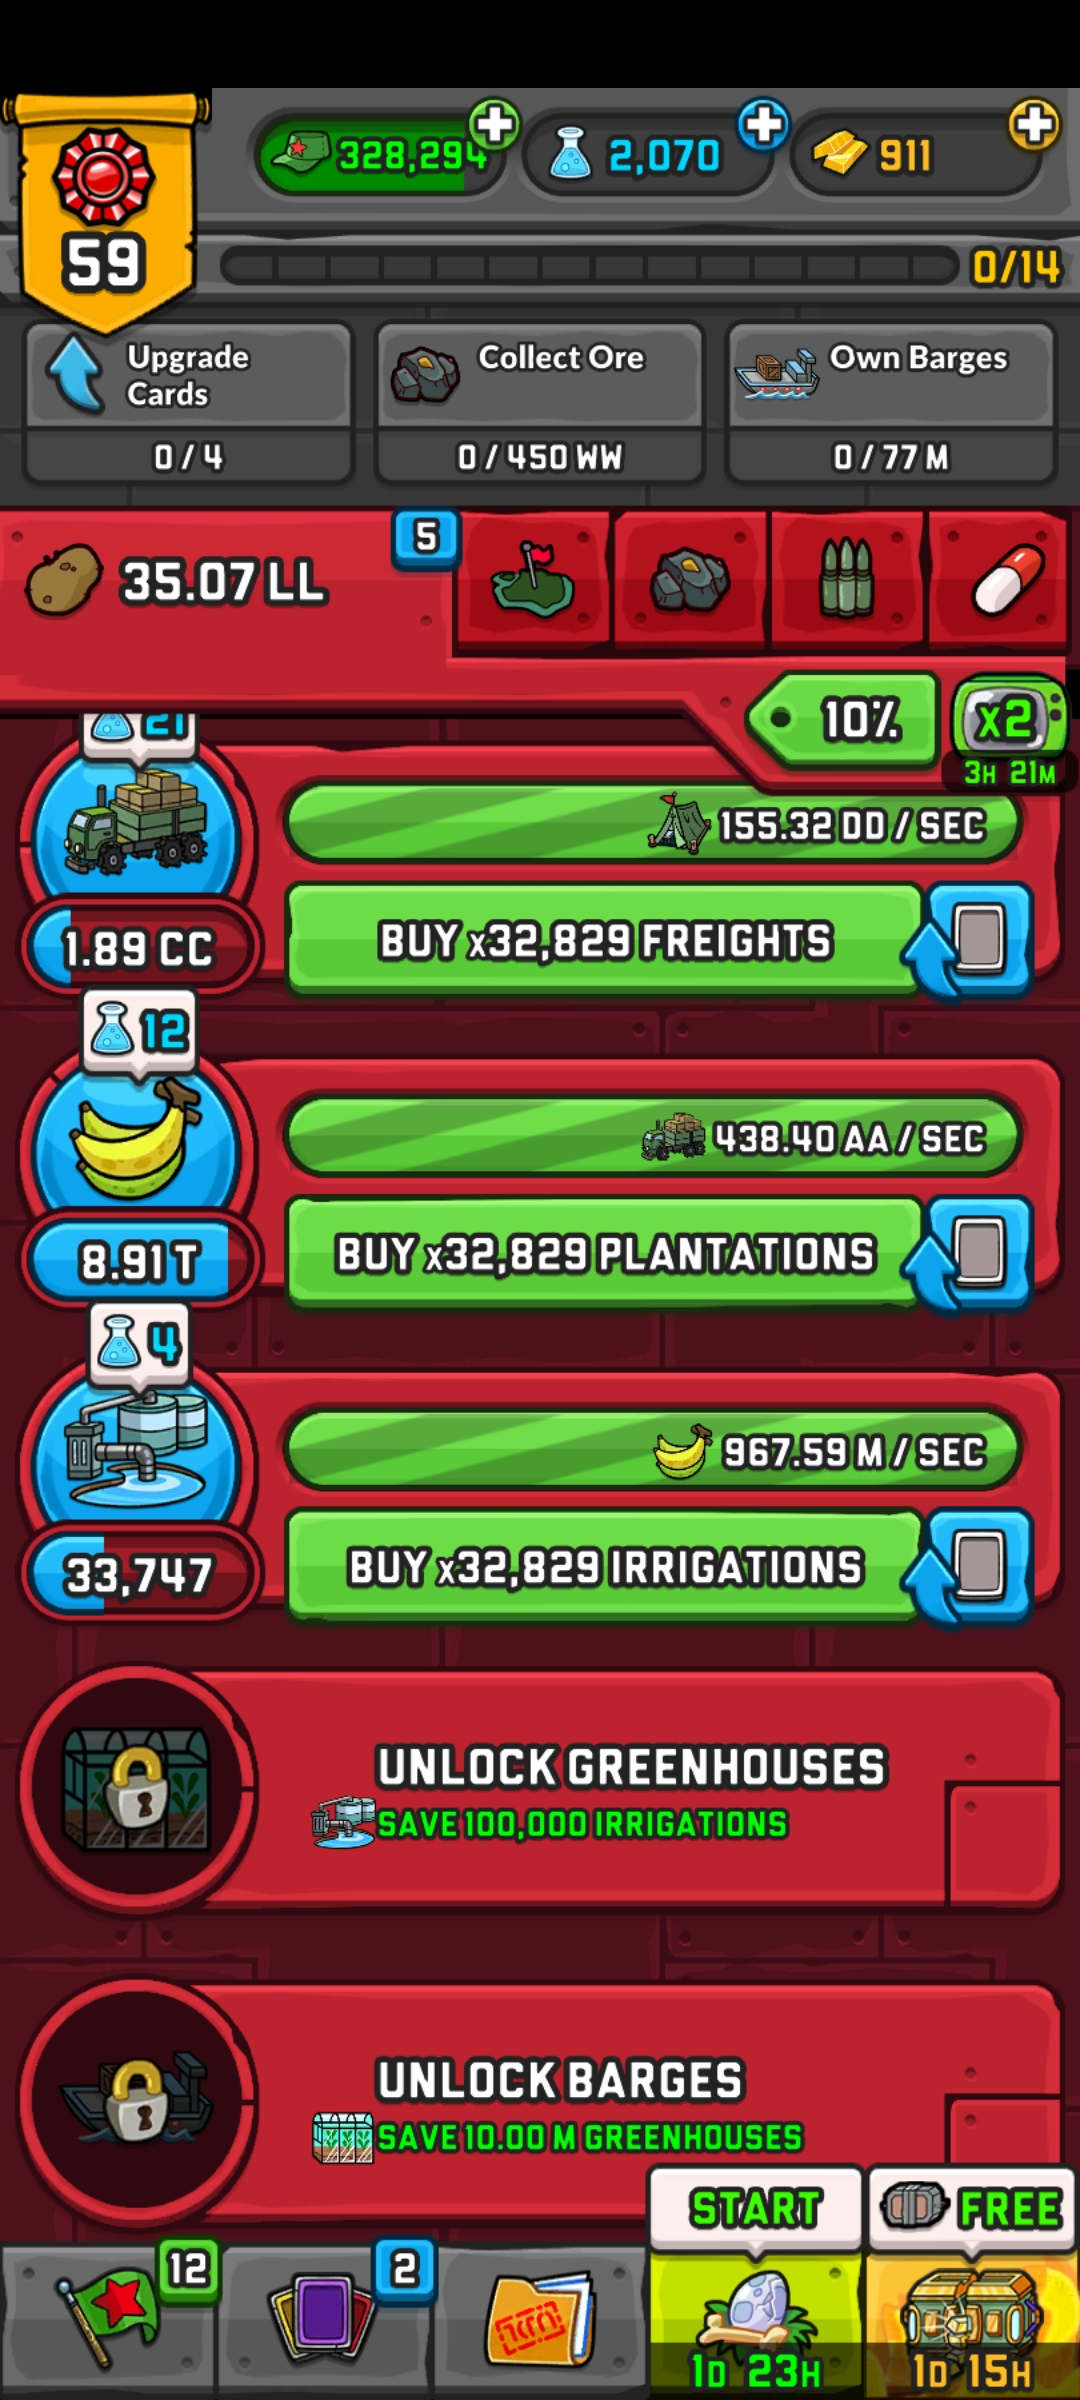 328,294
2,070
911
59
0/14
Upgrade
Cards
0 / 4
Collect Ore
0 / 450 WW
Own Barges
0 / 77 M
35.07 LL
5
10%
x2
3H 21M
21
155.32 DD / SEC
1.89 CC
BUY x32,829 FREIGHTS
12
438.40 AA / SEC
8.91 T
BUY x32,829 PLANTATIONS
4
967.59 M / SEC
33,747
BUY x32,829 IRRIGATIONS
UNLOCK GREENHOUSES
SAVE 100,000 IRRIGATIONS
UNLOCK BARGES
SAVE 10.00 M GREENHOUSES
START
FREE
12
2
1D 23H
1D 15H